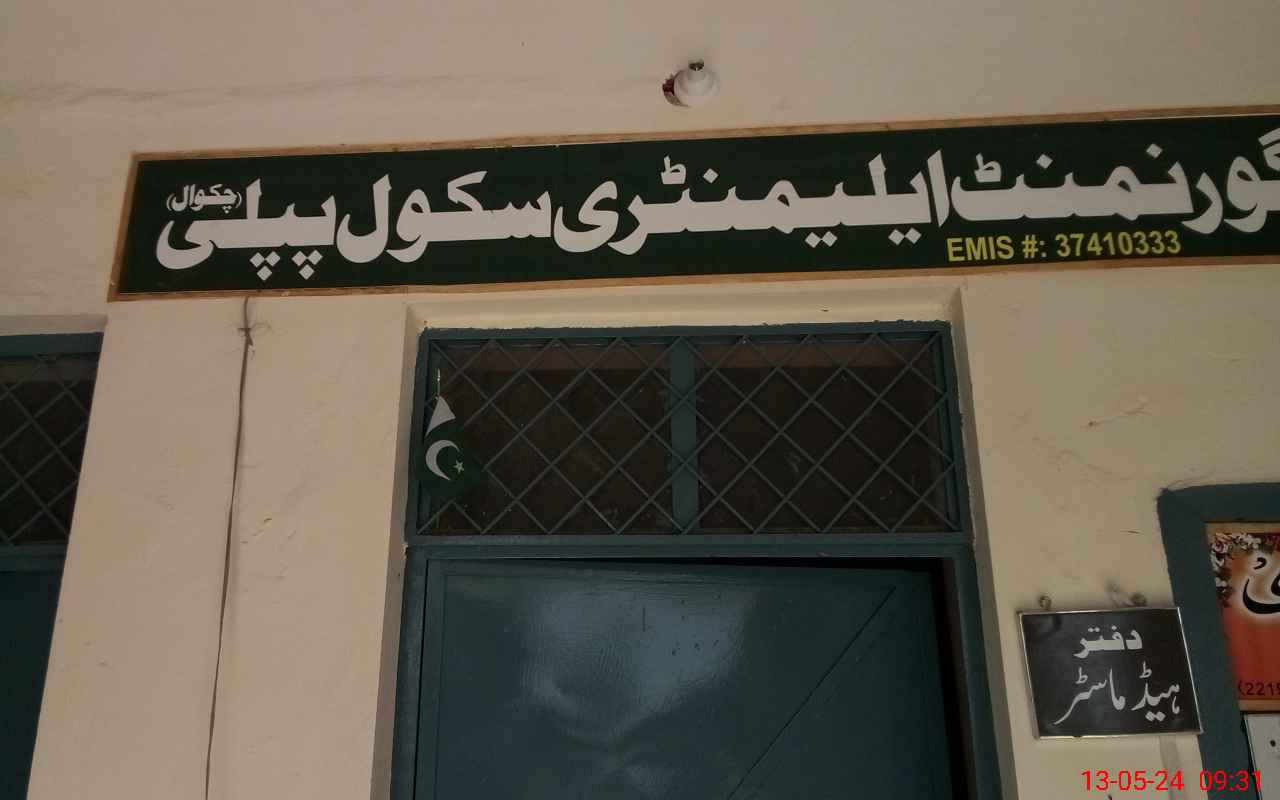 گورنمنٹ ایلیمنٹری سکول پپلی (چکوال)
EMIS #: 37410333
دفتر
ہیڈ ماسٹر
13-05-24 09:31